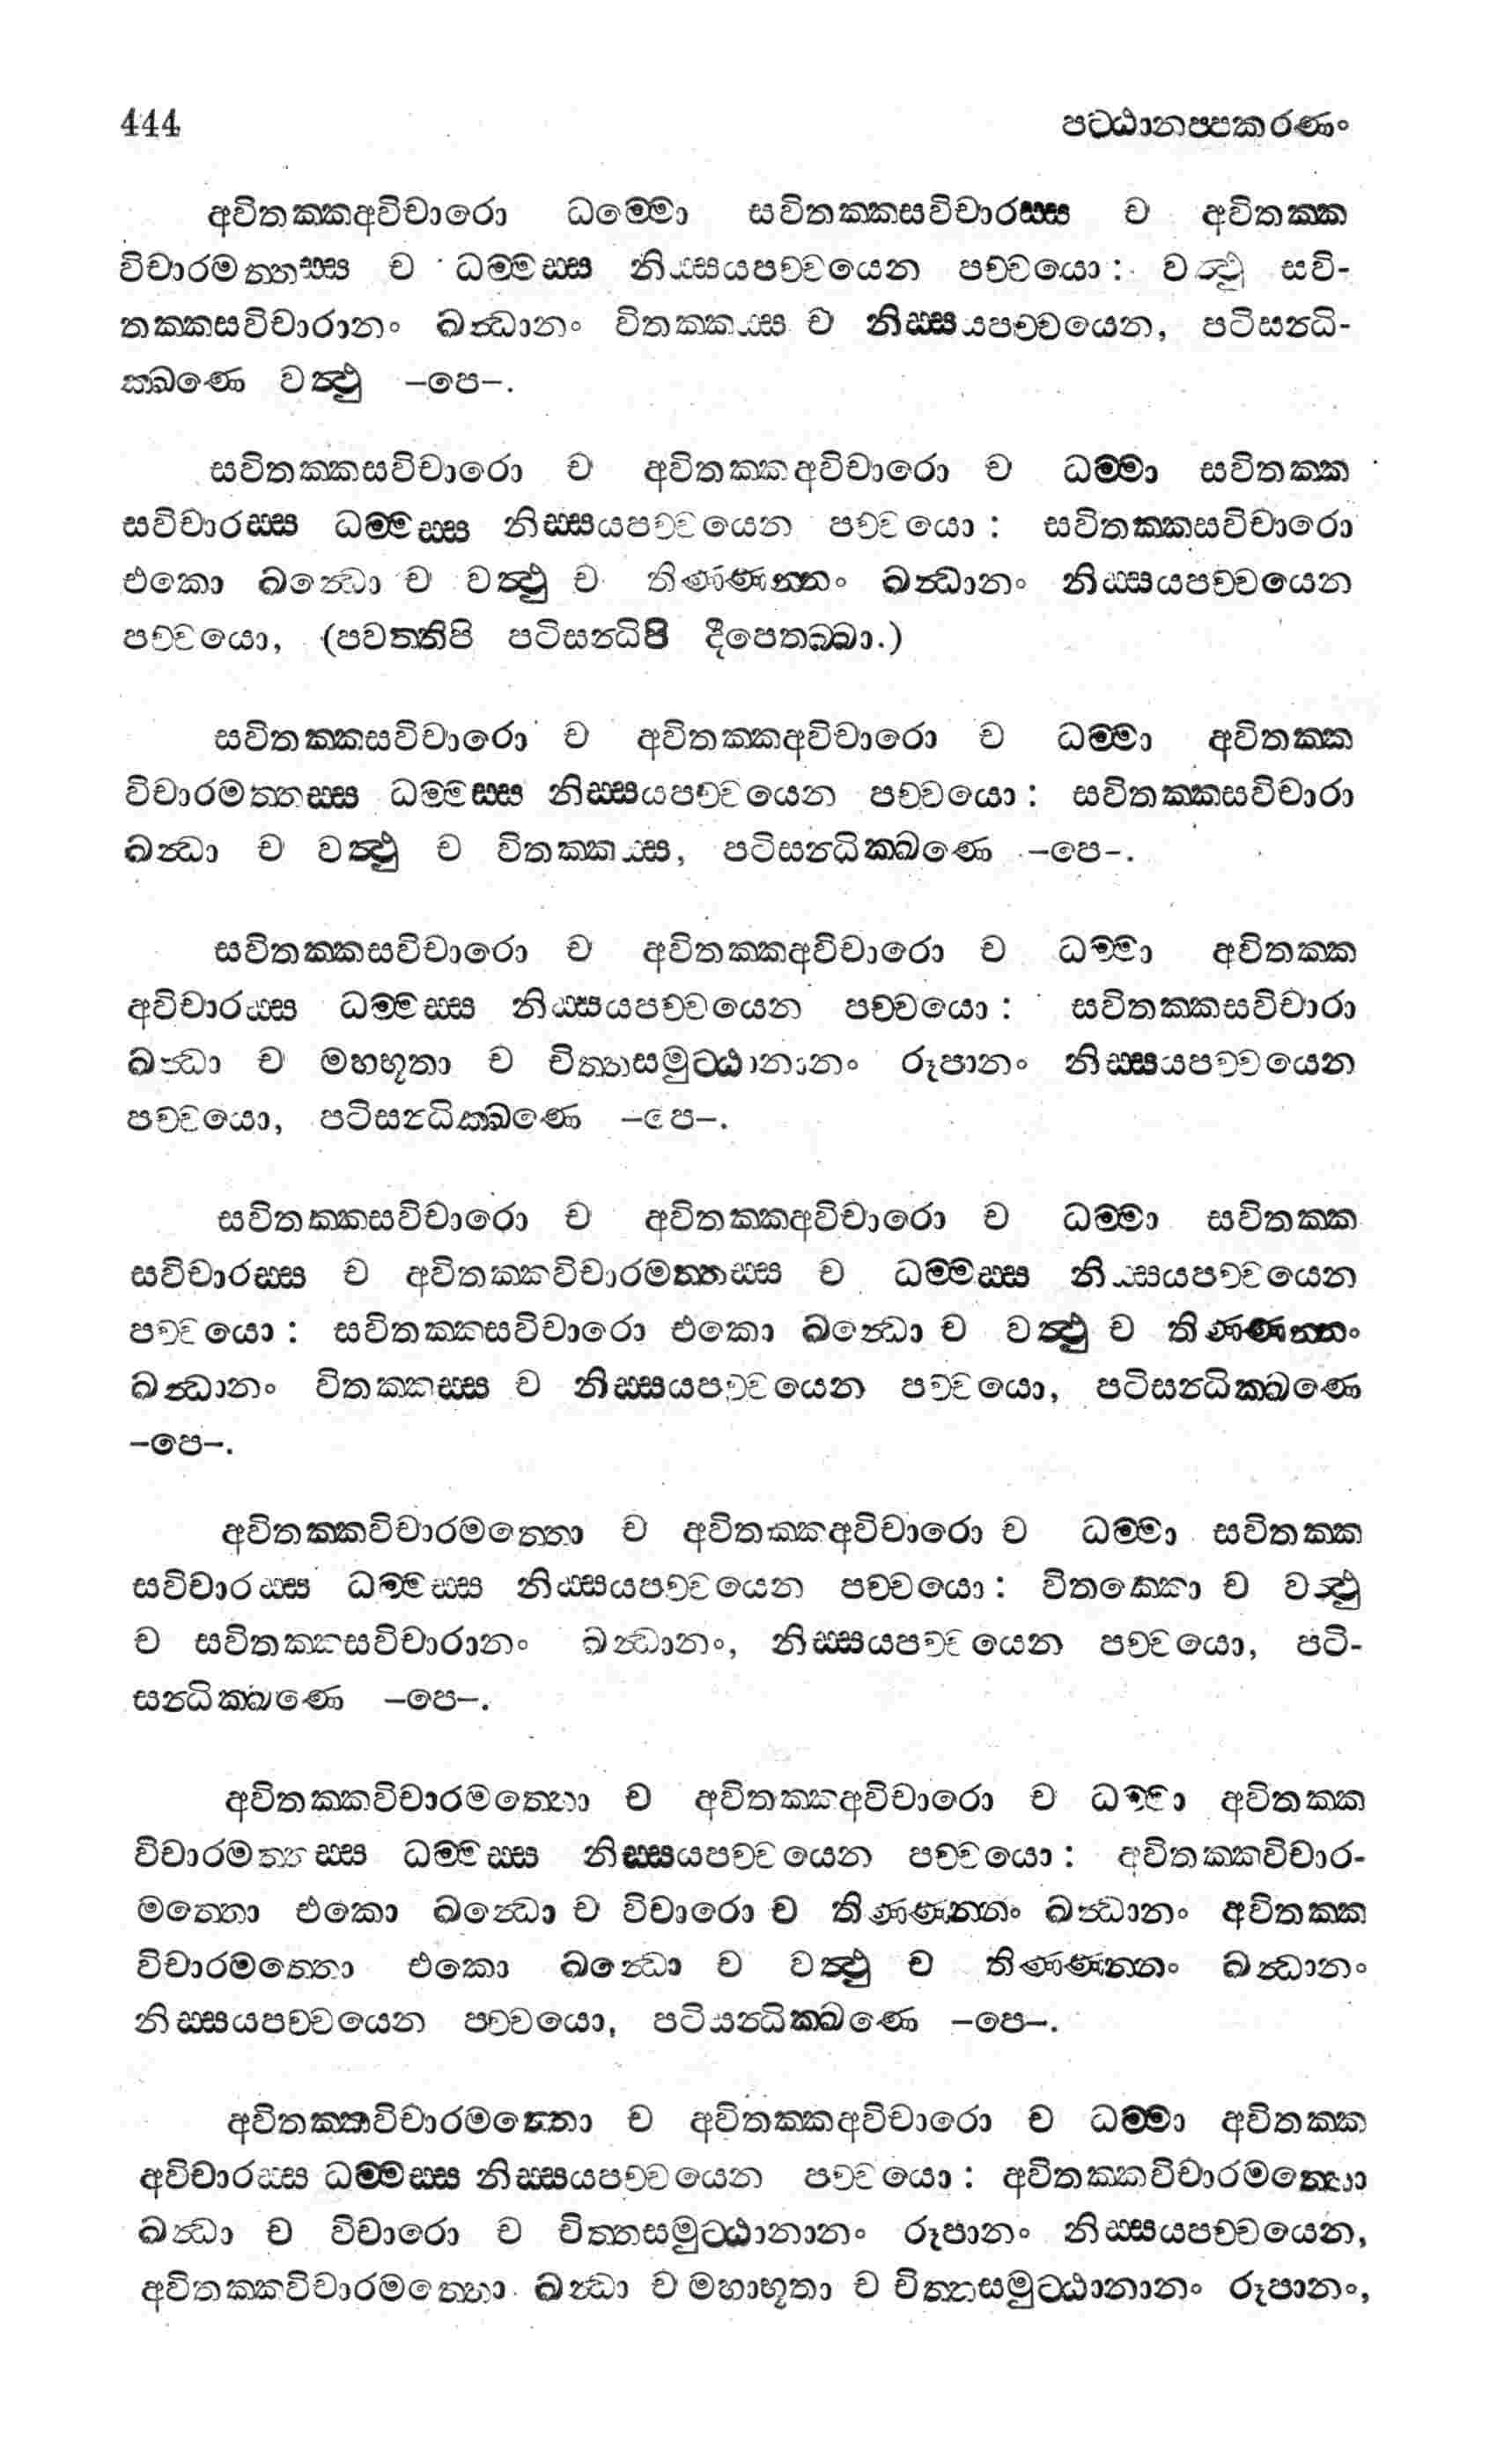 444 පට්ඨානප්පකරණං
අවිතක්කඅවිචාරො ධම්මො සවිතක්කසවිචාරස්ස ච අවිතක්ක
විචාරමත්තස්ස ච ධම්මස්ස නිස්සයපච්චයෙන පච්චයො: වත්ථු සවි-
තක්කසවිචාරානං ඛන්ධානං විතක්කස්ස ච නිස්සයපච්චයෙන, පටිසන්ධි-
ක්ඛණෙ වත්ථු –පෙ–.
සවිතක්කසවිචාරො ච අවිතක්කඅවිචාරො ච ධම්මා සවිතක්ක
සවිචාරස්ස ධම්මස්ස නිස්සයපච්චයෙන පච්චයො: සවිතක්කසවිචාරො
එකො ඛන්ධො ච වත්ථු ච තිණ්ණන්නං ඛන්ධානං නිස්සයපච්චයෙන
පච්චයො, (පවත්තිපි පටිසන්ධිපි දීපෙතබ්බා.)
සවිතක්කසවිචාරො ච අවිතක්කඅවිචාරො ච ධම්මා අවිතක්ක
විචාරමත්තස්ස ධම්මස්ස නිස්සයපච්චයෙන පච්චයො: සවිතක්කසවිචාරා
ඛන්ධා ච වත්ථු ච විතක්කස්ස, පටිසන්ධික්ඛණෙ –පෙ–.
සවිතක්කසවිචාරො ච අවිතක්කඅවිචාරො ච ධම්මා අවිතක්ක
අවිචාරස්ස ධම්මස්ස නිස්සයපච්චයෙන පච්චයො: සවිතක්කසවිචාරා
ඛන්ධා ච මහභූතා ච චිත්තසමුට්ඨානානං රූපානං නිස්සයපච්චයෙන
පච්චයො, පටිසන්ධික්ඛණෙ –පෙ–.
සවිතක්කසවිචාරො ච අවිතක්කඅවිචාරො ච ධම්මා සවිතක්ක
සවිචාරස්ස ච අවිතක්කවිචාරමත්තස්ස ච ධම්මස්ස නිස්සයපච්චයෙන
පච්චයො: සවිතක්කසවිචාරො එකො ඛන්ධො ච වත්ථු ච තිණ්ණන්නං
ඛන්ධානං විතක්කස්ස ච නිස්සයපච්චයෙන පච්චයො, පටිසන්ධික්ඛණෙ
–පෙ–.
අවිතක්කවිචාරමත්තො ච අවිතක්කඅවිචාරො ච ධම්මා සවිතක්ක
සවිචාරස්ස ධම්මස්ස නිස්සයපච්චයෙන පච්චයො: විතක්කො ච වත්ථු
ච සවිතක්කසවිචාරානං ඛන්ධානං, නිස්සයපච්චයෙන පච්චයො, පටි-
සන්ධික්ඛණෙ –පෙ–.
අවිතක්කවිචාරමත්තො ච අවිතක්කඅවිචාරො ච ධම්මා අවිතක්ක
විචාරමත්තස්ස ධම්මස්ස නිස්සයපච්චයෙන පච්චයො: අවිතක්කවිචාර-
මත්තො එකො ඛන්ධො ච විචාරො ච තිණ්ණන්නං ඛන්ධානං අවිතක්ක
විචාරමත්තො එකො ඛන්ධො ච වත්ථු ච තිණ්ණන්නං ඛන්ධානං
නිස්සයපච්චයෙන පච්චයො, පටියන්ධික්ඛණෙ –පෙ–.
අවිතක්කවිචාරමත්තො ච අවිතක්කඅවිචාරො ච ධම්මා අවිතක්ක
අවිචාරස්ස ධම්මස්ස නිස්සයපච්චයෙන පච්චයො: අවිතක්කවිචාරමත්තො
ඛන්ධා ච විචාරො ච චිත්තසමුට්ඨානානං රූපානං නිස්සයපච්චයෙන,
අවිතක්කවිචාරමත්තො ඛන්ධා ච මහාභූතා ච චිත්තසමුට්ඨානානං රූපානං,